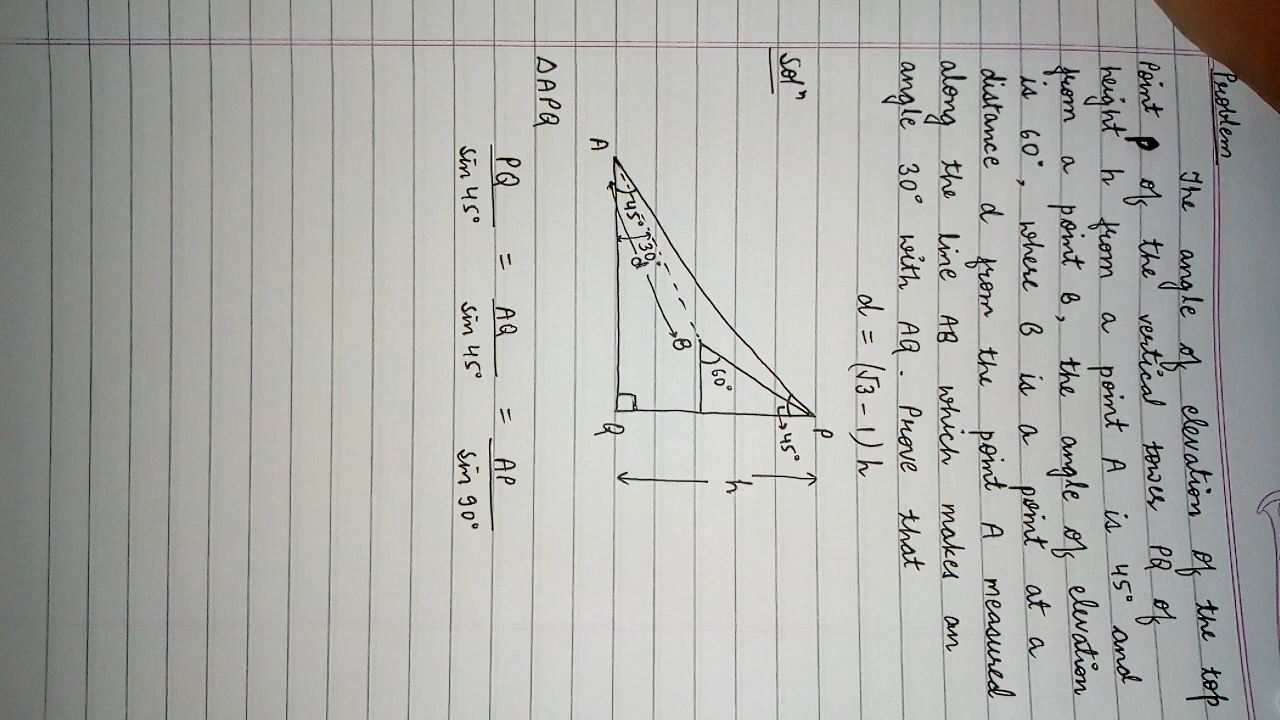 Problem
The angle of elevation of the top
Point P of the vertical tower PQ of
height h from a point A is 45° and
from a point B, the angle of elevation
is 60°, where B is a point at a
distance d from the point A measured
along the line AB which makes an
angle 30° with AQ. Prove that
d = (√3 - 1) h
Solⁿ
P
45°
h
60°
B
A
45°
30°
d
Q
ΔAPQ
PQ / sin 45° = AQ / sin 45° = AP / sin 90°